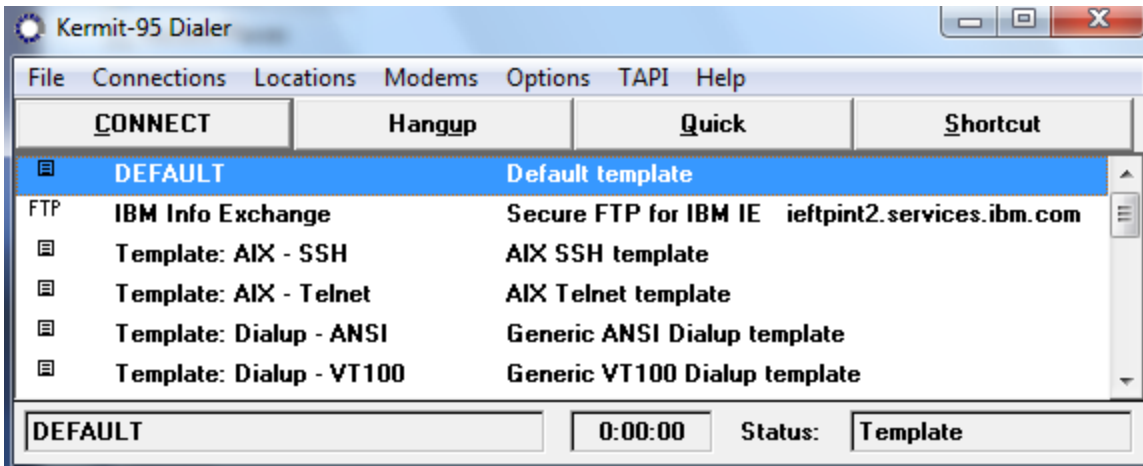 Kermit-95 Dialer
File Connections Locations Modems Options TAPI Help
CONNECT Hangup Quick Shortcut
DEFAULT Default template
FTP IBM Info Exchange Secure FTP for IBM IE ieftpint2.services.ibm.com
Template: AIX - SSH AIX SSH template
Template: AIX - Telnet AIX Telnet template
Template: Dialup - ANSI Generic ANSI Dialup template
Template: Dialup - VT100 Generic VT100 Dialup template
DEFAULT 0:00:00 Status: Template